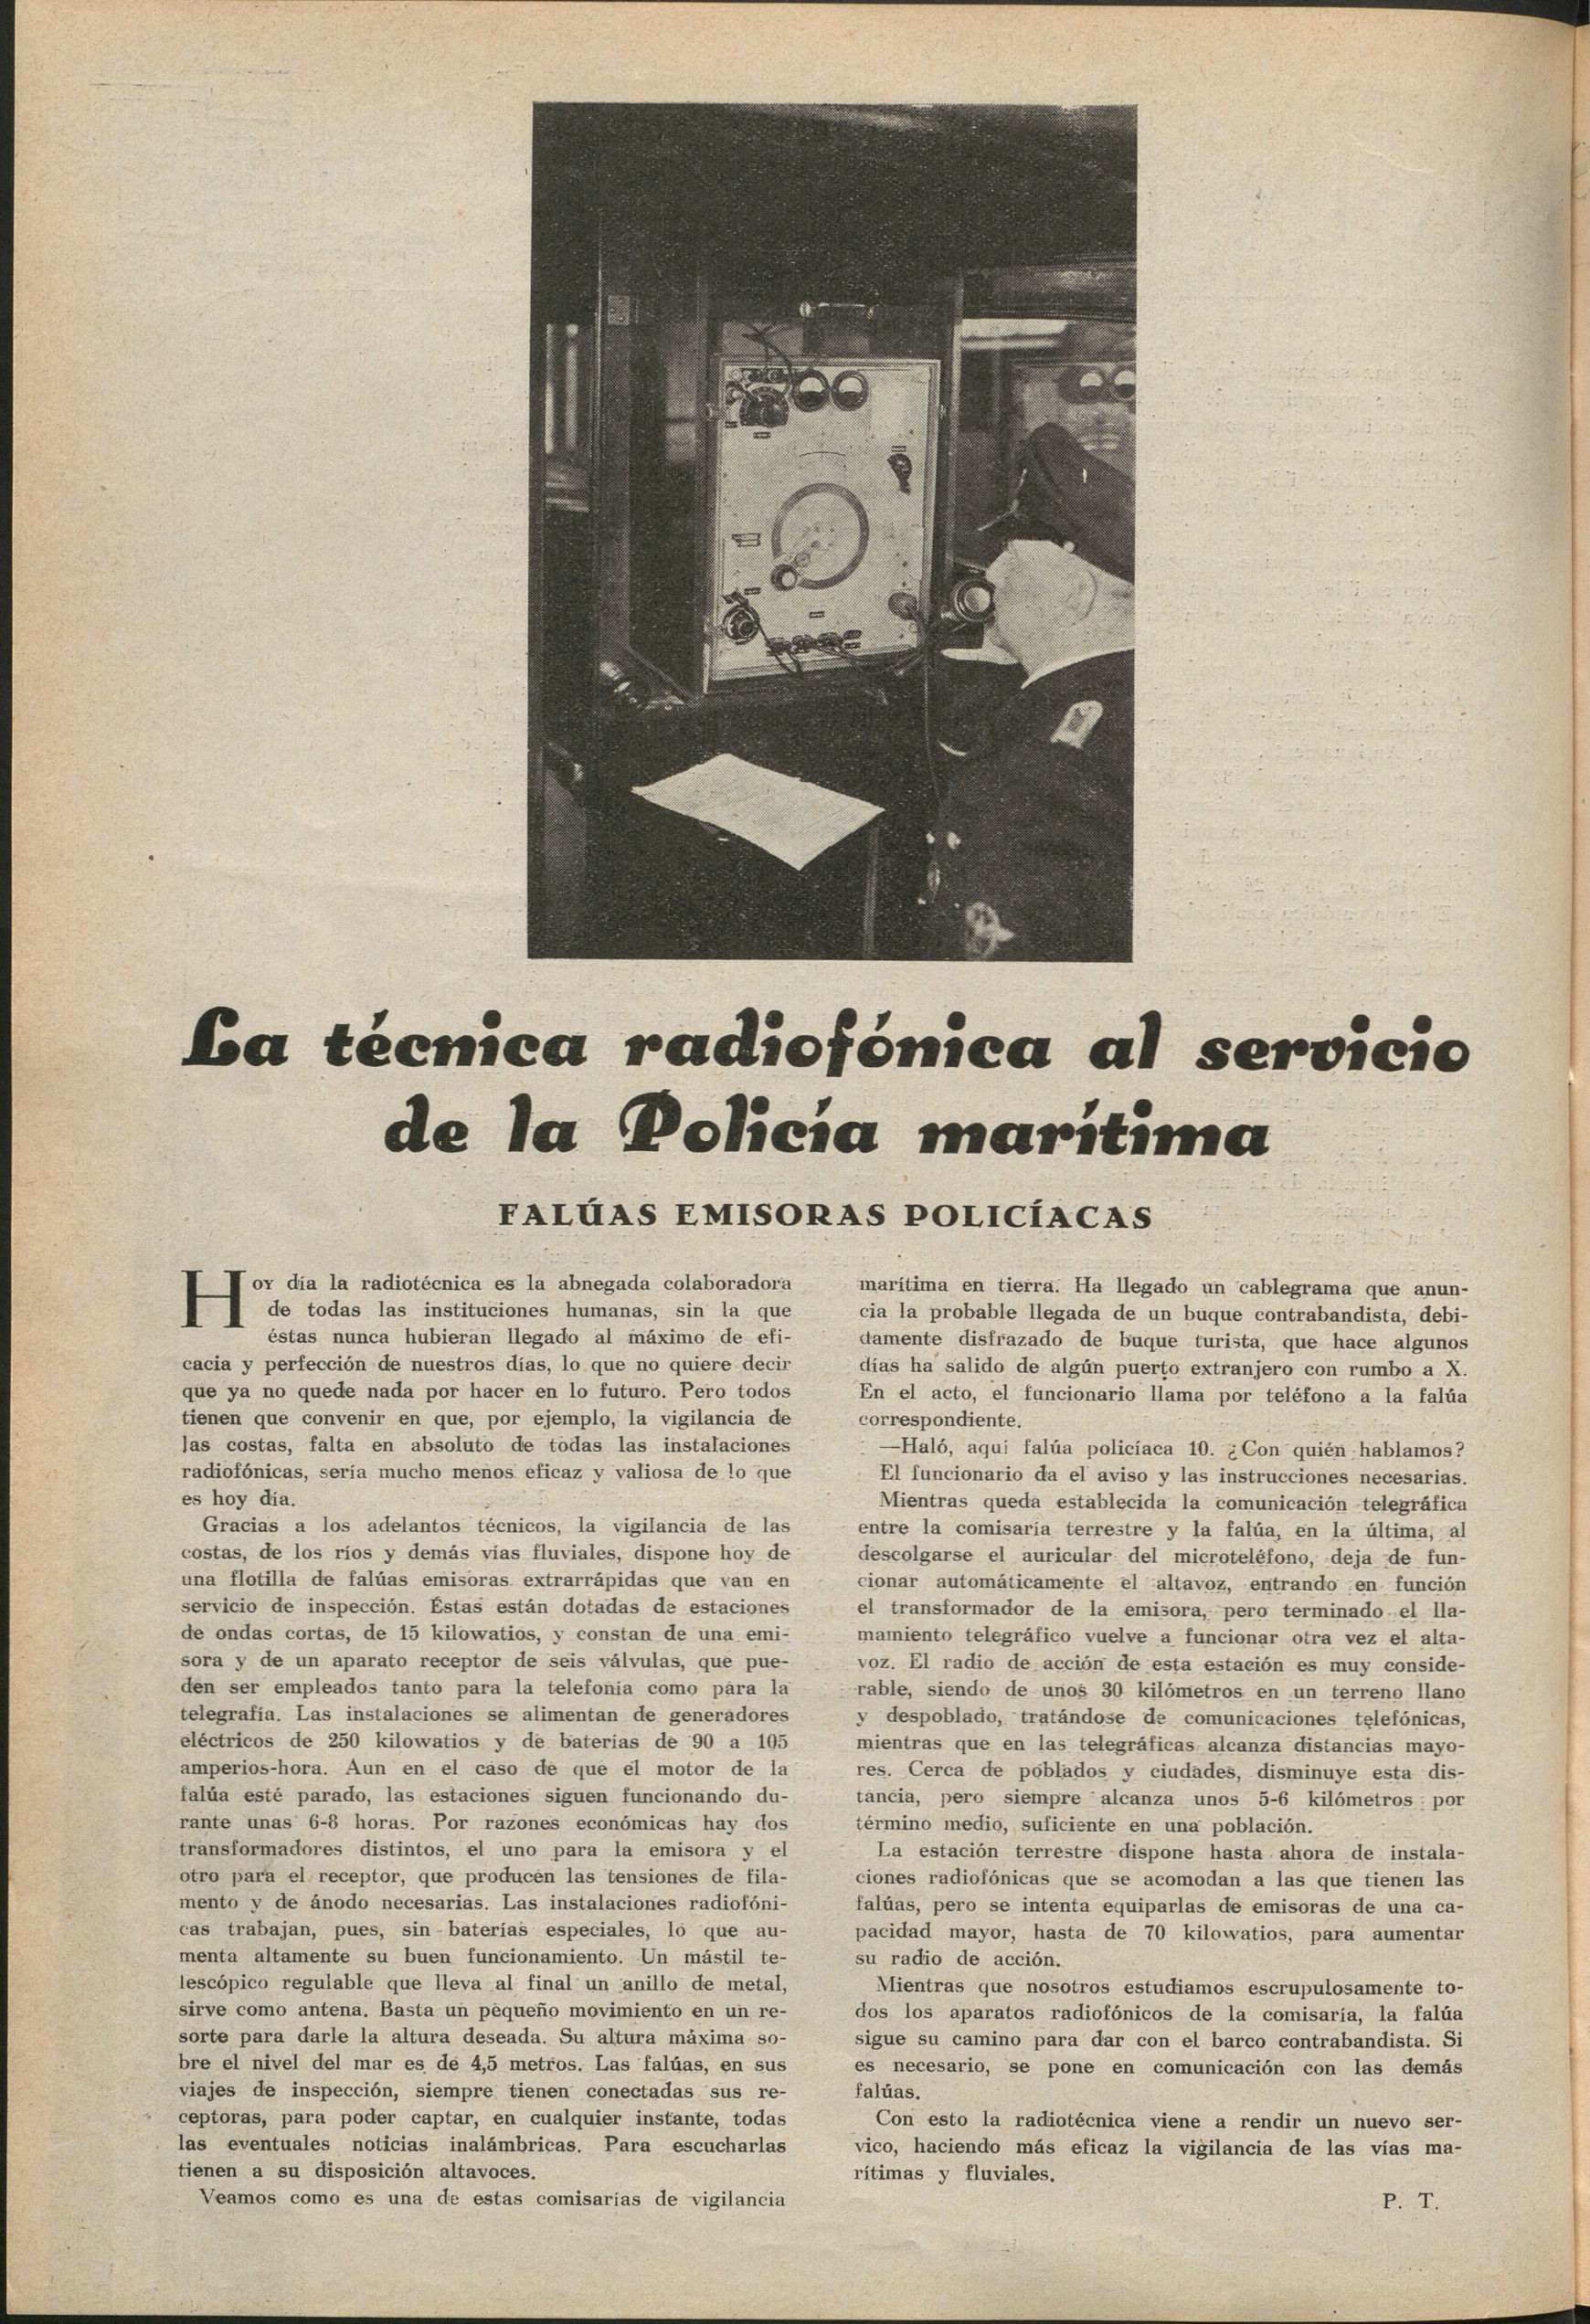 La técnica radiofónica al servicio
de la Policía marítima
FALÚAS EMISORAS POLICÍACAS
HOY día la radiotécnica es la abnegada colaboradora
de todas las instituciones humanas, sin la que
éstas nunca hubieran llegado al máximo de efi-
cacia y perfección de nuestros días, lo que no quiere decir
que ya no quede nada por hacer en lo futuro. Pero todos
tienen que convenir en que, por ejemplo, la vigilancia de
las costas, falta en absoluto de todas las instalaciones
radiofónicas, sería mucho menos eficaz y valiosa de lo que
es hoy día.
Gracias a los adelantos técnicos, la vigilancia de las
costas, de los ríos y demás vías fluviales, dispone hoy de
una flotilla de falúas emisoras extrarrápidas que van en
servicio de inspección. Éstas están dotadas de estaciones
de ondas cortas, de 15 kilowatios, y constan de una emi-
sora y de un aparato receptor de seis válvulas, que pue-
den ser empleados tanto para la telefonía como para la
telegrafía. Las instalaciones se alimentan de generadores
eléctricos de 250 kilowatios y de baterías de 90 a 105
amperios-hora. Aun en el caso de que el motor de la
falúa esté parado, las estaciones siguen funcionando du-
rante unas 6-8 horas. Por razones económicas hay dos
transformadores distintos, el uno para la emisora y el
otro para el receptor, que producen las tensiones de fila-
mento y de ánodo necesarias. Las instalaciones radiofóni-
cas trabajan, pues, sin baterías especiales, lo que au-
menta altamente su buen funcionamiento. Un mástil te-
lescópico regulable que lleva al final un anillo de metal,
sirve como antena. Basta un pequeño movimiento en un re-
sorte para darle la altura deseada. Su altura máxima so-
bre el nivel del mar es de 4,5 metros. Las falúas, en sus
viajes de inspección, siempre tienen conectadas sus re-
ceptoras, para poder captar, en cualquier instante, todas
las eventuales noticias inalámbricas. Para escucharlas
tienen a su disposición altavoces.
Veamos como es una de estas comisarías de vigilancia
marítima en tierra. Ha llegado un cablegrama que anun-
cia la probable llegada de un buque contrabandista, debi-
damente disfrazado de buque turista, que hace algunos
días ha salido de algún puerto extranjero con rumbo a X.
En el acto, el funcionario llama por teléfono a la falúa
correspondiente.
—Haló, aquí falúa policíaca 10. ¿Con quién hablamos?
El funcionario da el aviso y las instrucciones necesarias.
Mientras queda establecida la comunicación telegráfica
entre la comisaría terrestre y la falúa, en la última, al
descolgarse el auricular del microteléfono, deja de fun-
cionar automáticamente el altavoz, entrando en función
el transformador de la emisora, pero terminado el lla-
mamiento telegráfico vuelve a funcionar otra vez el alta-
voz. El radio de acción de esta estación es muy conside-
rable, siendo de unos 30 kilómetros en un terreno llano
y despoblado, tratándose de comunicaciones telefónicas,
mientras que en las telegráficas alcanza distancias mayo-
res. Cerca de poblados y ciudades, disminuye esta dis-
tancia, pero siempre alcanza unos 5-6 kilómetros por
término medio, suficiente en una población.
La estación terrestre dispone hasta ahora de instala-
ciones radiofónicas que se acomodan a las que tienen las
falúas, pero se intenta equiparlas de emisoras de una ca-
pacidad mayor, hasta de 70 kilowatios, para aumentar
su radio de acción.
Mientras que nosotros estudiamos escrupulosamente to-
dos los aparatos radiofónicos de la comisaría, la falúa
sigue su camino para dar con el barco contrabandista. Si
es necesario, se pone en comunicación con las demás
falúas.
Con esto la radiotécnica viene a rendir un nuevo ser-
vico, haciendo más eficaz la vigilancia de las vías ma-
rítimas y fluviales.
P. T.